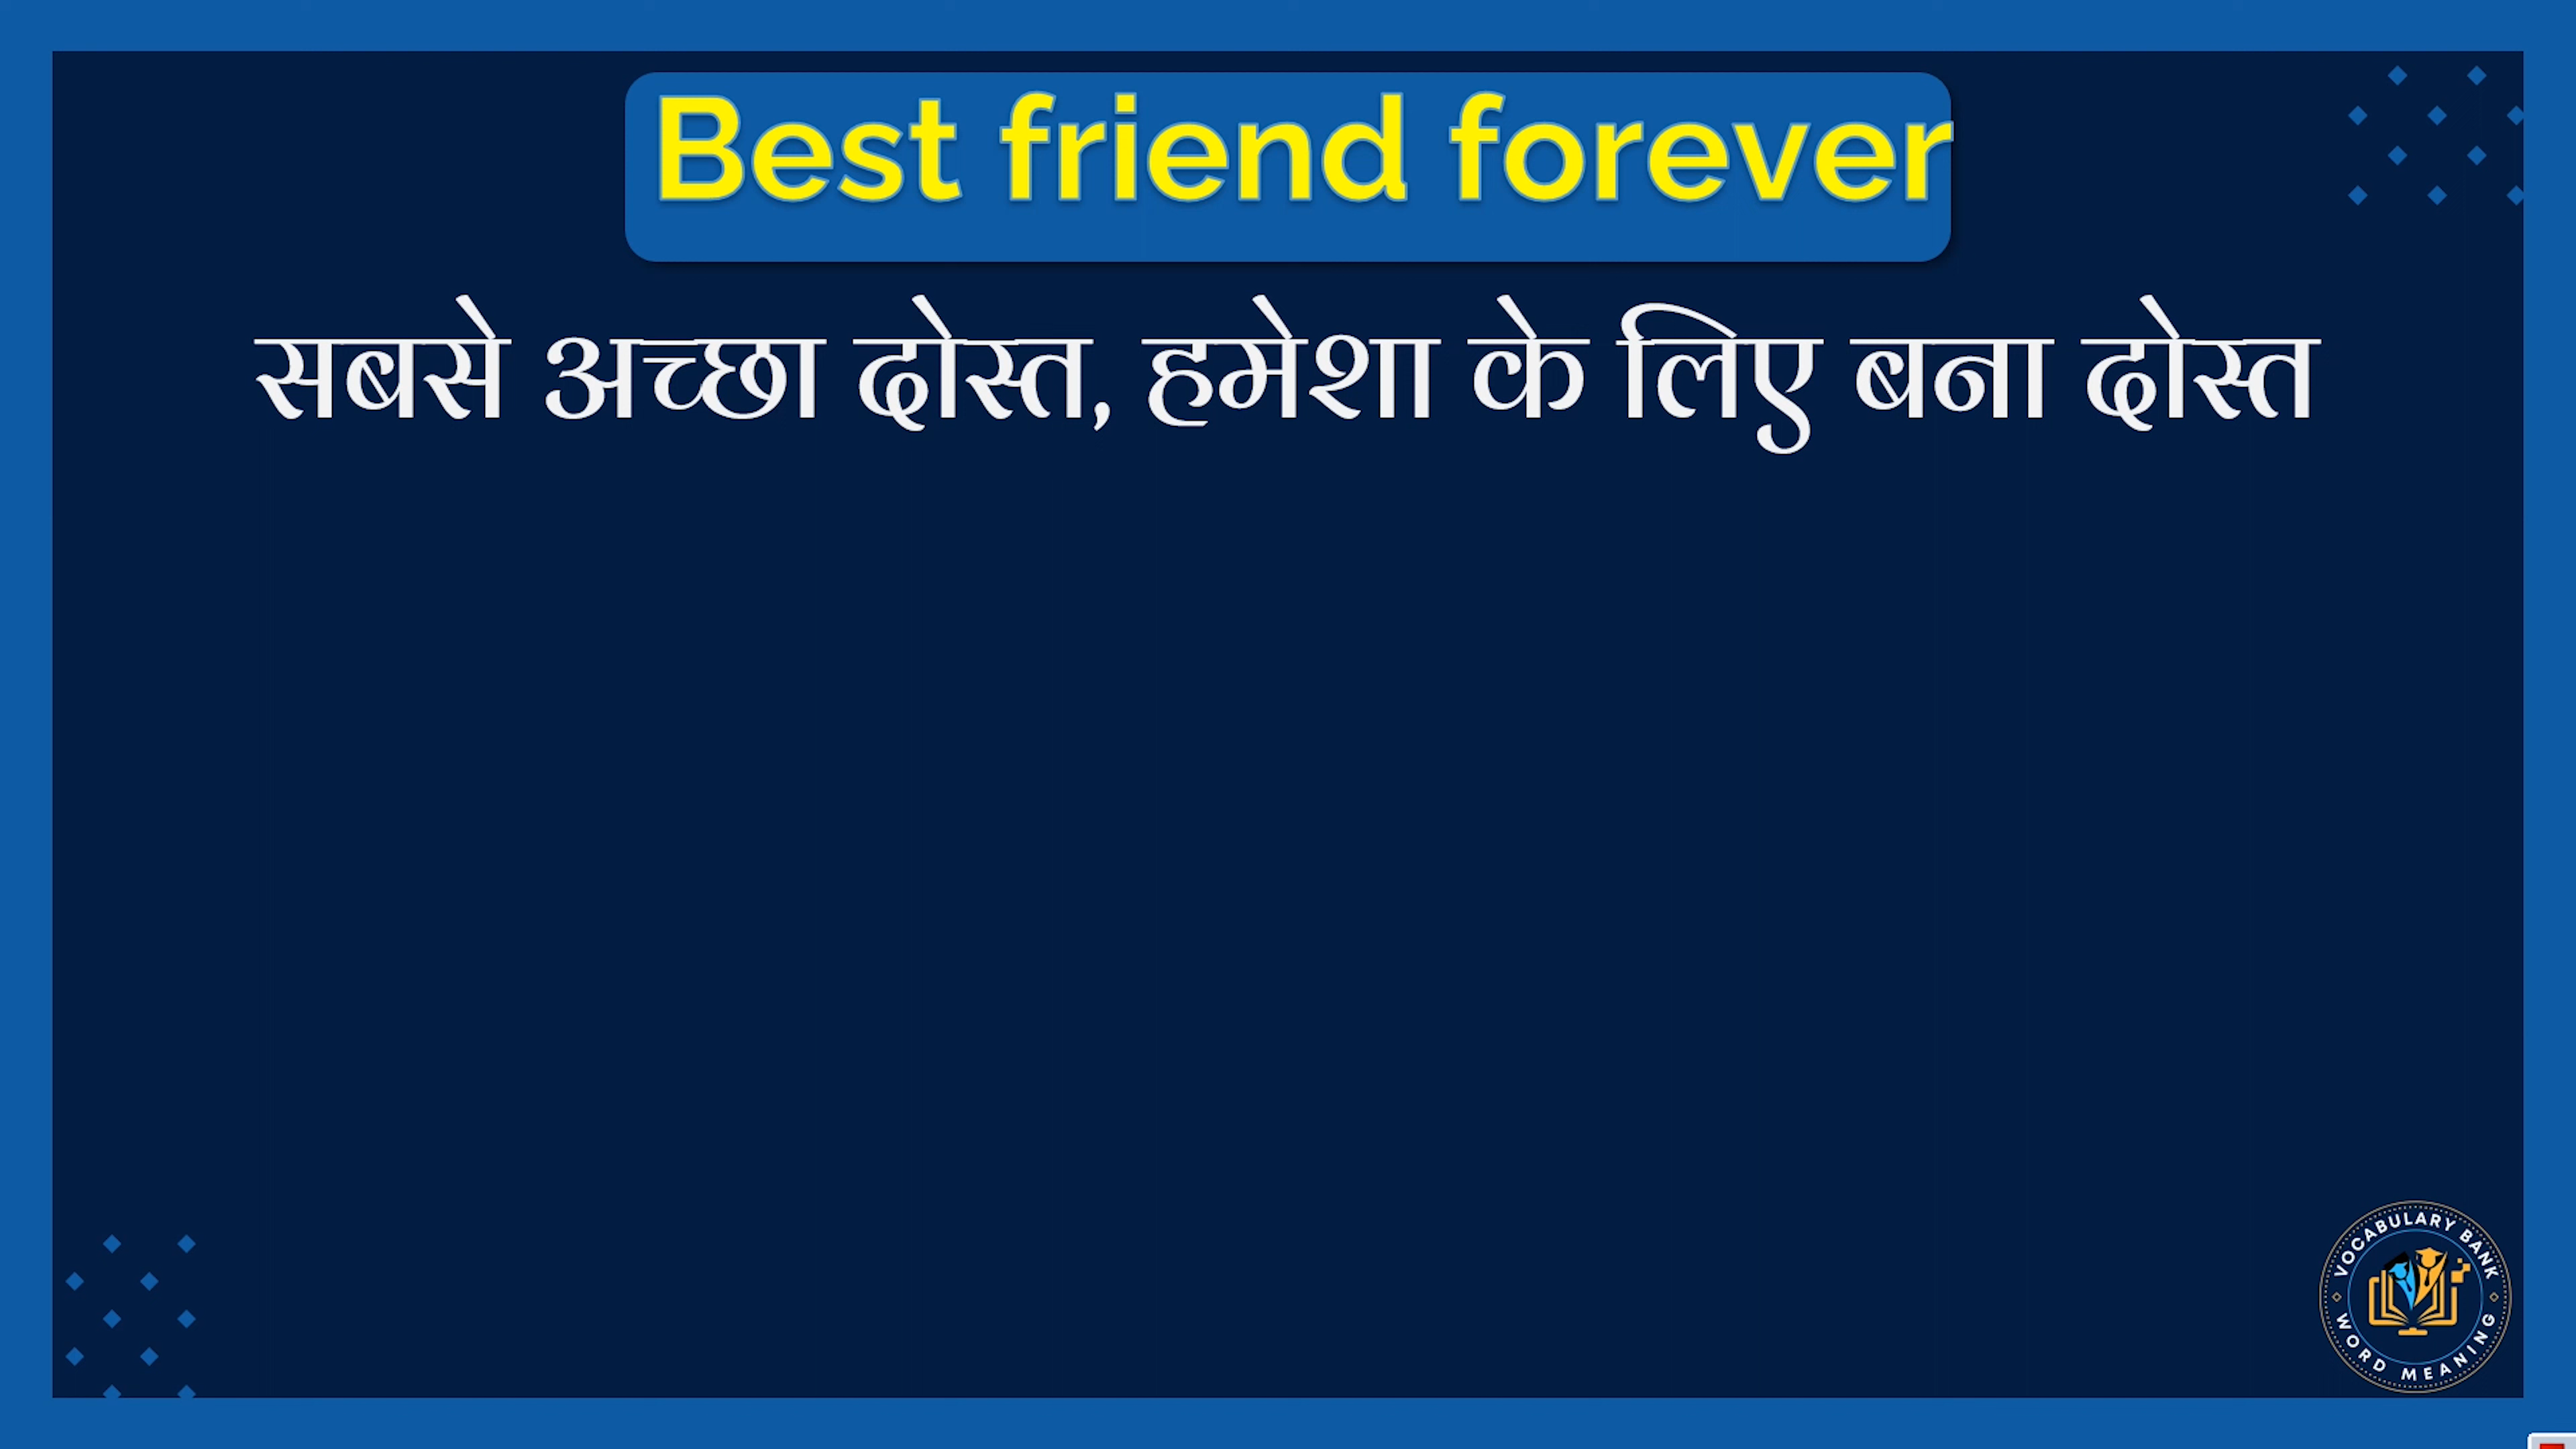 Best friend forever
सबसे अच्छा दोस्त, हमेशा के लिए बना दोस्त
VOCABULARY BANK
WORD MEANING